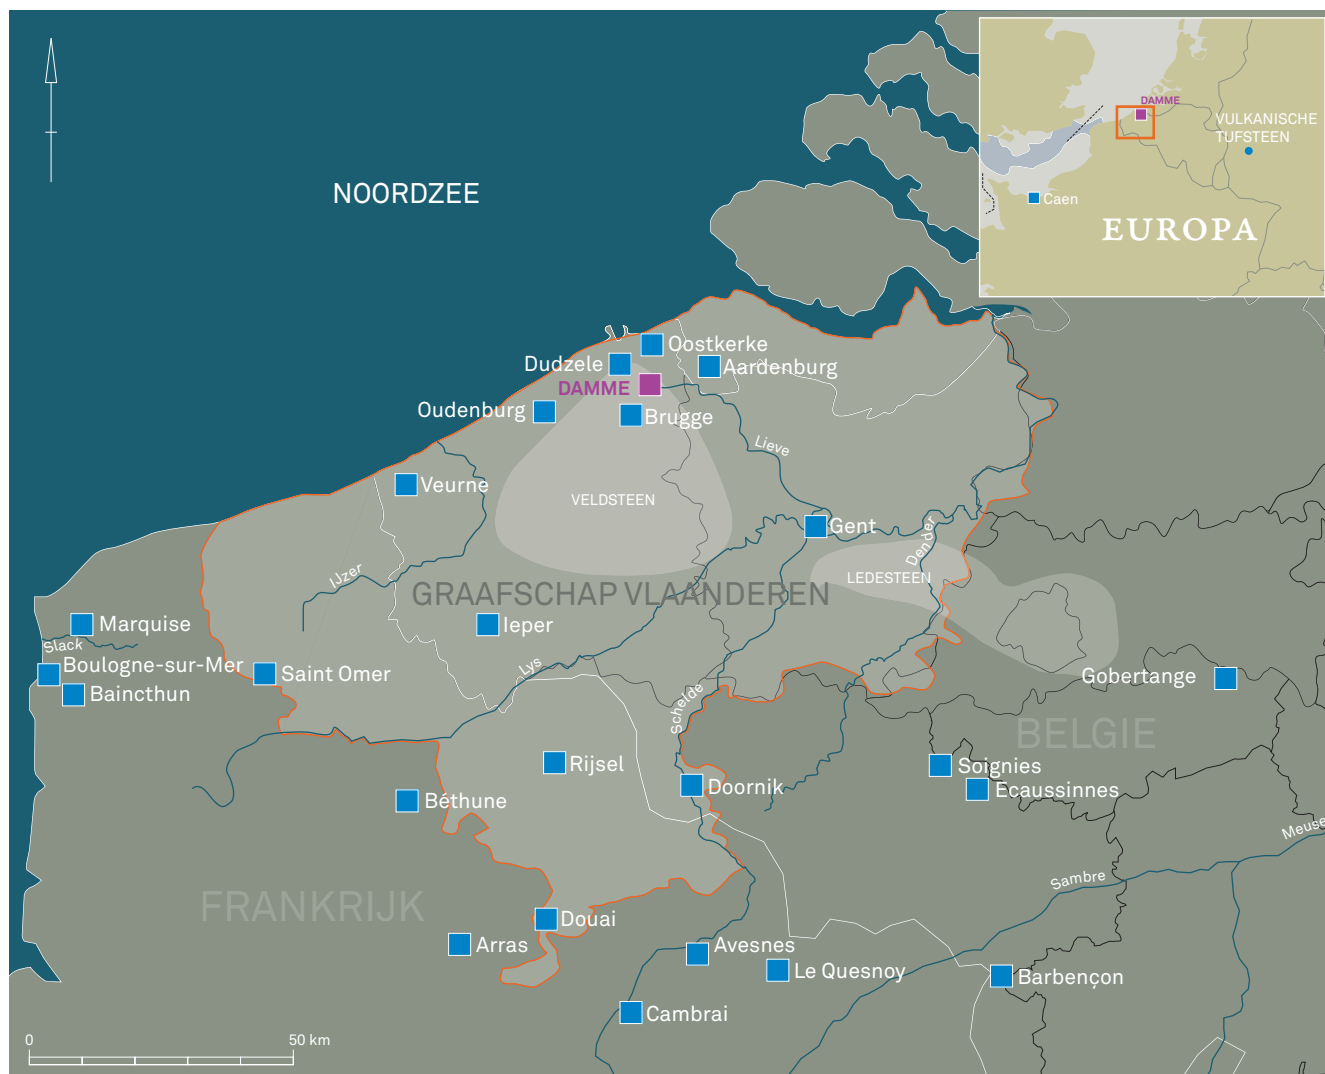 NOORDZEE
DAMME
VULKANISCHE
TUFSTEEN
Caen
EUROPA
Oostkerke
Dudzele
Aardenburg
DAMME
Oudenburg
Brugge
Lieve
Veurne
VELDSTEEN
Gent
Dender
LEDESTEEN
IJzer
GRAAFSCHAP VLAANDEREN
Marquise
Ieper
Slack
Boulogne-sur-Mer
Saint Omer
Lys
Baincthun
Schelde
Gobertange
BELGIE
Rijsel
Soignies
Doornik
Ecaussinnes
Béthune
Meuse
Sambre
FRANKRIJK
Douai
Arras
Avesnes
Le Quesnoy
Barbençon
Cambrai
0 50 km